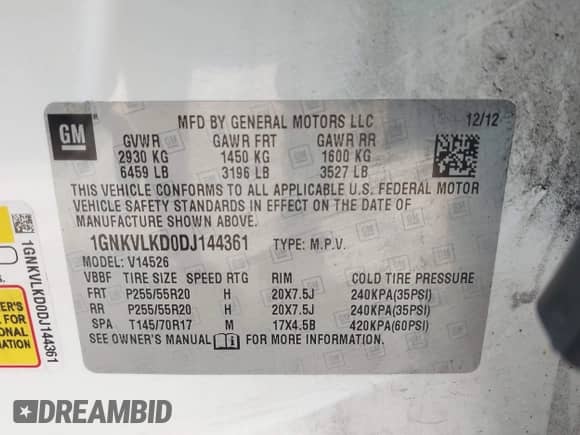 GM
MFD BY GENERAL MOTORS LLC 12/12
GVWR GAWR FRT GAWR RR
2930 KG 1450 KG 1600 KG
6459 LB 3196 LB 3527 LB
THIS VEHICLE CONFORMS TO ALL APPLICABLE U.S. FEDERAL MOTOR
VEHICLE SAFETY STANDARDS IN EFFECT ON THE DATE OF
MANUFACTURE SHOWN ABOVE.
1GNKVLKD0DJ144361 TYPE: M.P.V.
MODEL: V14526
VBBF TIRE SIZE SPEED RTG RIM COLD TIRE PRESSURE
FRT P255/55R20 H 20X7.5J 240KPA(35PSI)
RR P255/55R20 H 20X7.5J 240KPA(35PSI)
SPA T145/70R17 M 17X4.5B 420KPA(60PSI)
SEE OWNER'S MANUAL FOR MORE INFORMATION.
1GNKVLKD0DJ144361
DREAMBID